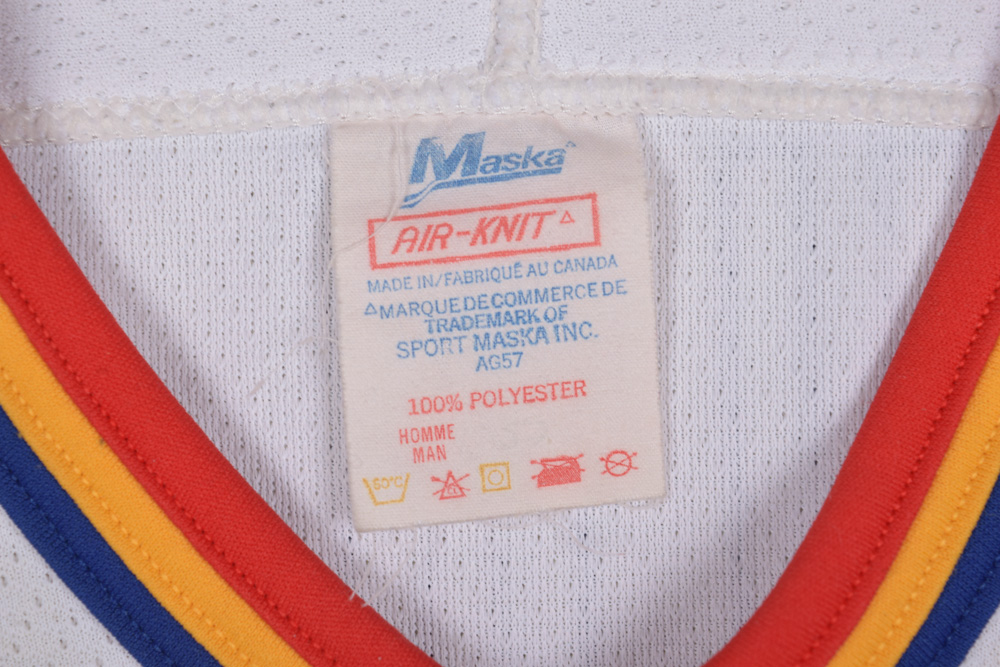 Maska△
AIR-KNIT△
MADE IN/FABRIQUÉ AU CANADA
△MARQUE DE COMMERCE DE
TRADEMARK OF
SPORT MASKA INC.
AG57
100% POLYESTER
HOMME
MAN
50°C